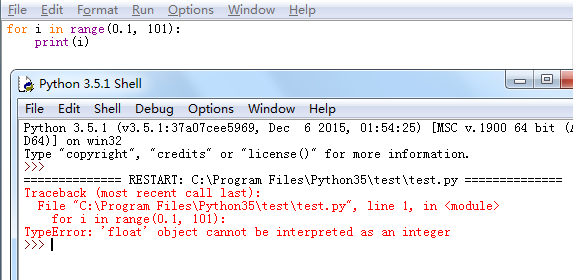 File Edit Format Run Options Window Help
for i in range(0.1, 101):
    print(i)
Python 3.5.1 Shell
File Edit Shell Debug Options Window Help
Python 3.5.1 (v3.5.1:37a07cee5969, Dec  6 2015, 01:54:25) [MSC v.1900 64 bit (A
D64)] on win32
Type "copyright", "credits" or "license()" for more information.
>>>
============== RESTART: C:\Program Files\Python35\test\test.py ==============
Traceback (most recent call last):
  File "C:\Program Files\Python35\test\test.py", line 1, in <module>
    for i in range(0.1, 101):
TypeError: 'float' object cannot be interpreted as an integer
>>>